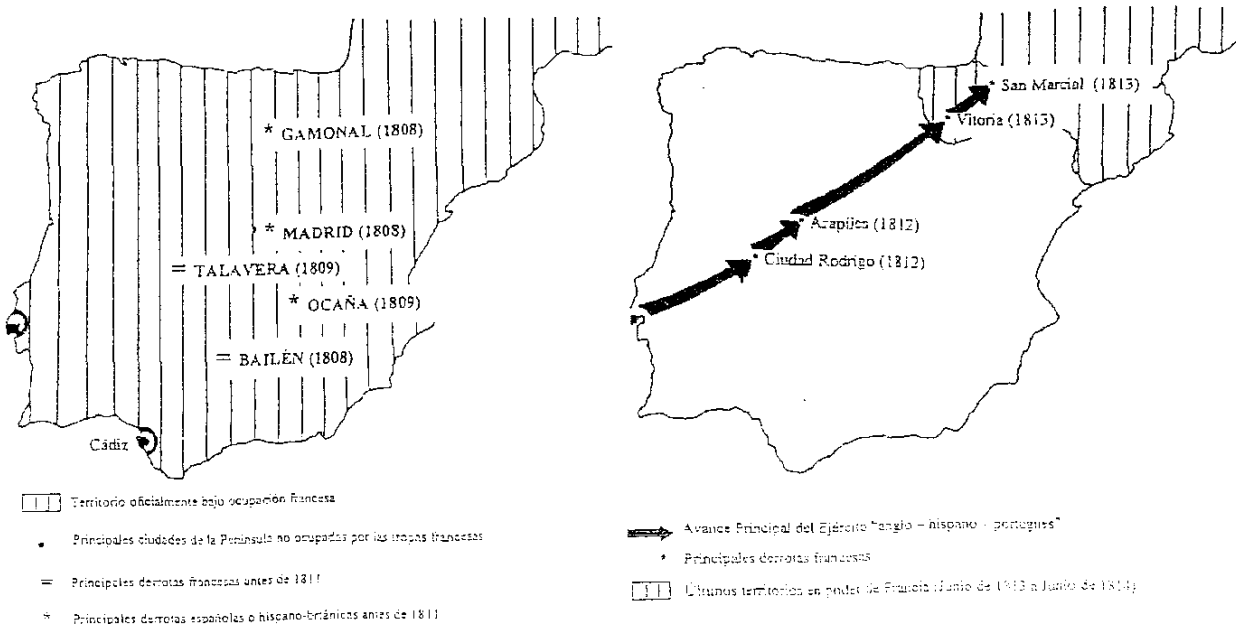 * GAMONAL (1808)
* MADRID (1808)
= TALAVERA (1809)
* OCAÑA (1809)
= BAILÉN (1808)
Cádiz
Territorio oficialmente bajo ocupación francesa
• Principales ciudades de la Península no ocupadas por las tropas francesas
= Principales derrotas francesas antes de 1811
* Principales derrotas españolas o hispano-británicas antes de 1811
* San Marcial (1813)
* Vitoria (1813)
* Arapiles (1812)
* Ciudad Rodrigo (1812)
Avance Principal del Ejército "anglo - hispano - portugués"
* Principales derrotas francesas
Últimos territorios en poder de Francia (Junio de 1813 a Junio de 1814)